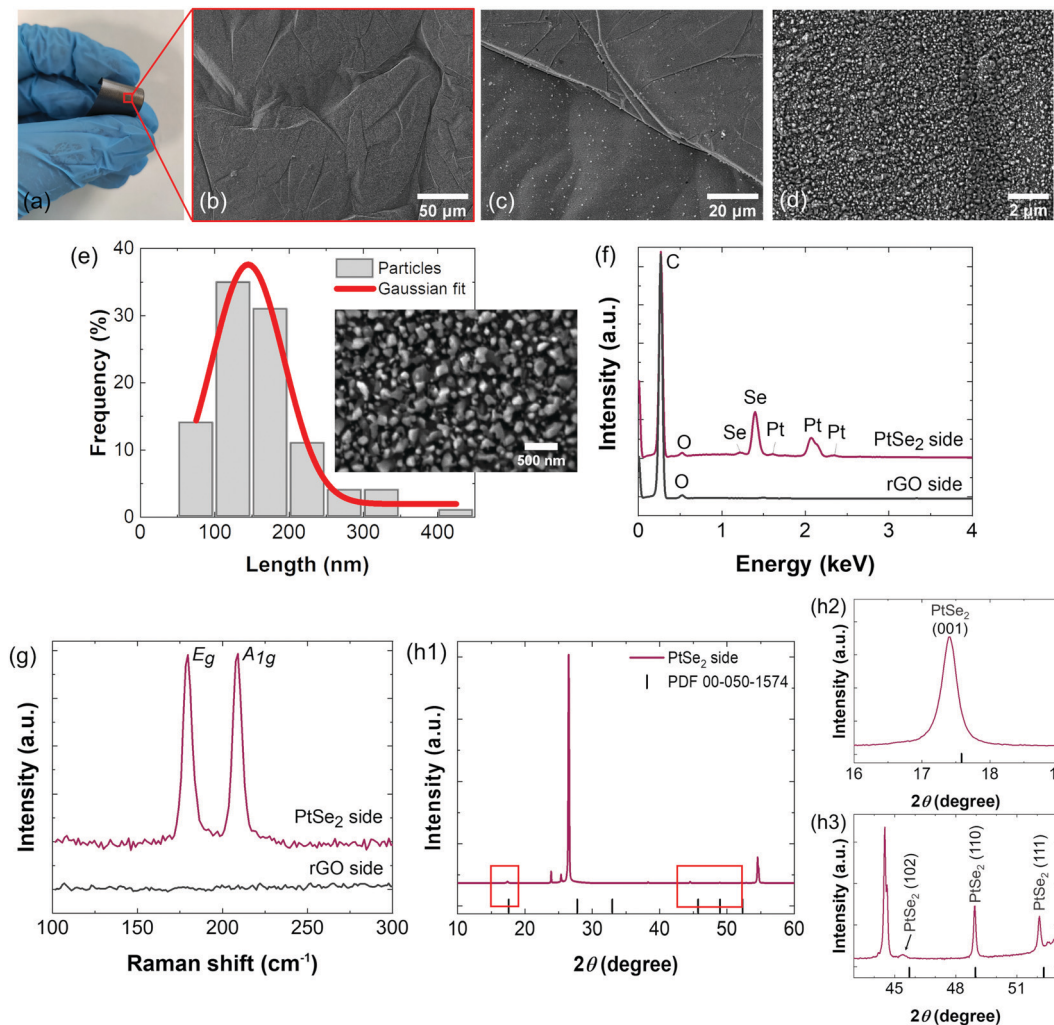 (a)
(b)
50 µm
(c)
20 µm
(d)
2 µm
(e)
Frequency (%)
40
30
20
10
0
0
100
200
300
400
Length (nm)
Particles
Gaussian fit
500 nm
(f)
Intensity (a.u.)
C
O
Se
Se
Pt
Pt
Pt
PtSe₂ side
O
rGO side
0
1
2
3
4
Energy (keV)
(g)
Intensity (a.u.)
Eg
A1g
PtSe₂ side
rGO side
100
150
200
250
300
Raman shift (cm⁻¹)
(h1)
Intensity (a.u.)
PtSe₂ side
PDF 00-050-1574
10
20
30
40
50
60
2θ (degree)
(h2)
Intensity (a.u.)
PtSe₂
(001)
16
18
2θ (degree)
(h3)
Intensity (a.u.)
PtSe₂ (102)
PtSe₂ (110)
PtSe₂ (111)
45
48
51
2θ (degree)